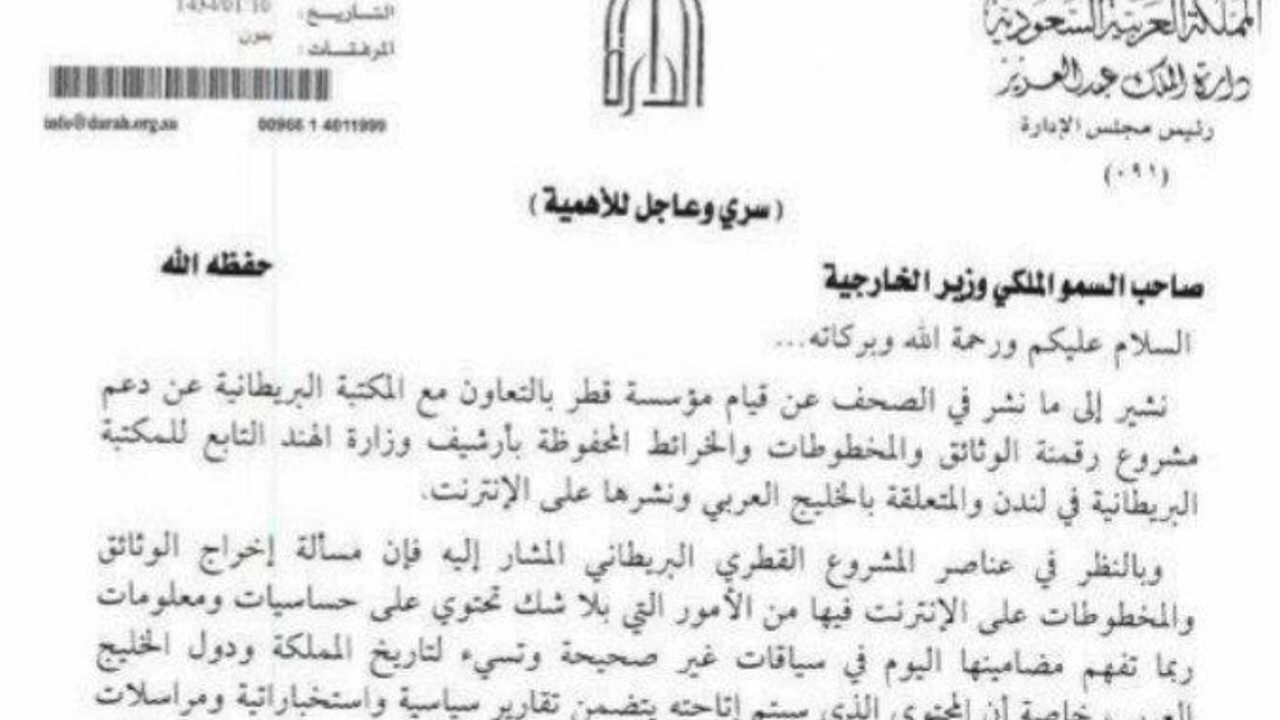 المملكة العربية السعودية
دارة الملك عبد العزيز
رئيس مجلس الإدارة
(٠٩١)
الدارة
التاريخ: 1434/01/10
المرفقات: بدون
info@darah.org.sa 00966 1 4011999
(سري وعاجل للأهمية)
صاحب السمو الملكي وزير الخارجية حفظه الله
السلام عليكم ورحمة الله وبركاته...
نشير إلى ما نشر في الصحف عن قيام مؤسسة قطر بالتعاون مع المكتبة البريطانية عن دعم
مشروع رقمنة الوثائق والمخطوطات والخرائط المحفوظة بأرشيف وزارة الهند التابع للمكتبة
البريطانية في لندن والمتعلقة بالخليج العربي ونشرها على الإنترنت.
وبالنظر في عناصر المشروع القطري البريطاني المشار إليه فإن مسألة إخراج الوثائق
والمخطوطات على الإنترنت فيها من الأمور التي بلا شك تحتوي على حساسيات ومعلومات
ربما تفهم مضامينها اليوم في سياقات غير صحيحة وتسيء لتاريخ المملكة ودول الخليج
خاصة أن المحتوى الذي سيتم إتاحته يتضمن تقارير سياسية واستخباراتية ومراسلات